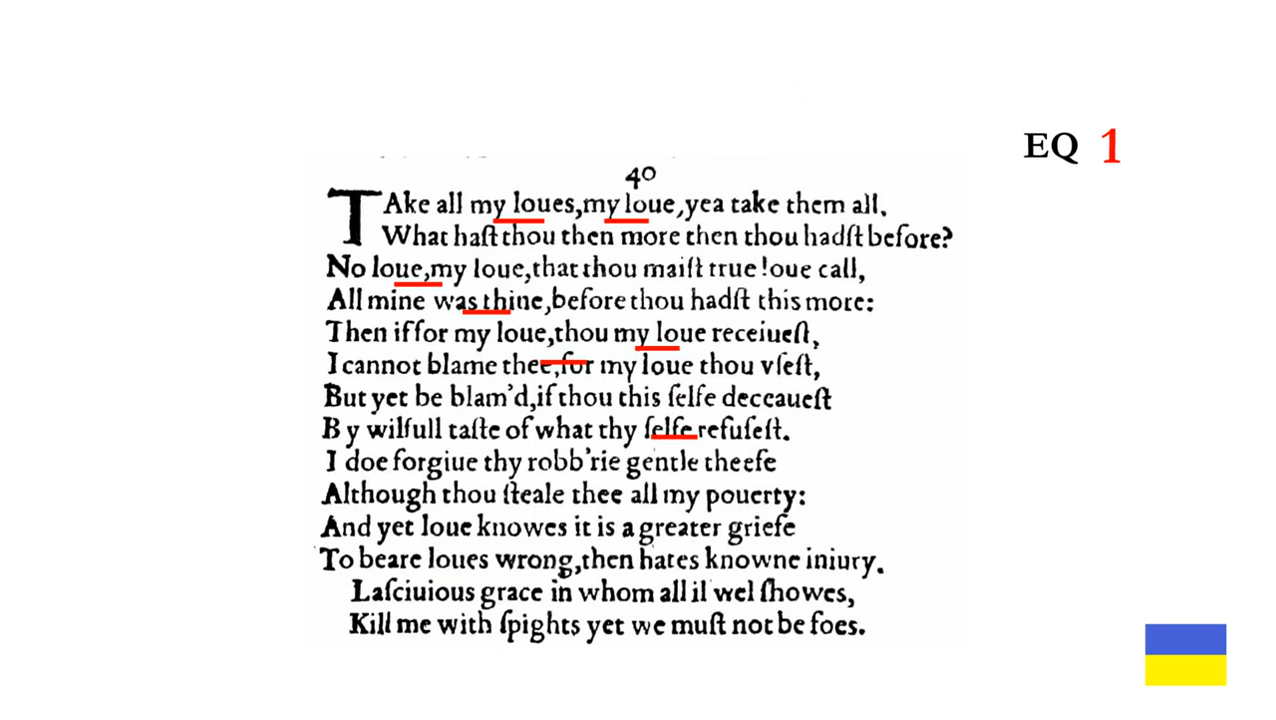 EQ 1
40
TAke all my loues, my loue, yea take them all,
What haſt thou then more then thou hadſt before?
No loue, my loue, that thou maiſt true loue call,
All mine was thine, before thou hadſt this more:
Then if for my loue, thou my loue receiueſt,
I cannot blame thee, for my loue thou vſeſt,
But yet be blam'd, if thou this ſelfe deceaueſt
By wilfull taſte of what thy ſelfe refuſeſt.
I doe forgiue thy robb'rie gentle theefe
Although thou ſteale thee all my pouerty:
And yet loue knowes it is a greater griefe
To beare loues wrong, then hates knowne iniury.
Laſciuious grace in whom all il wel ſhowes,
Kill me with ſpights yet we muſt not be foes.